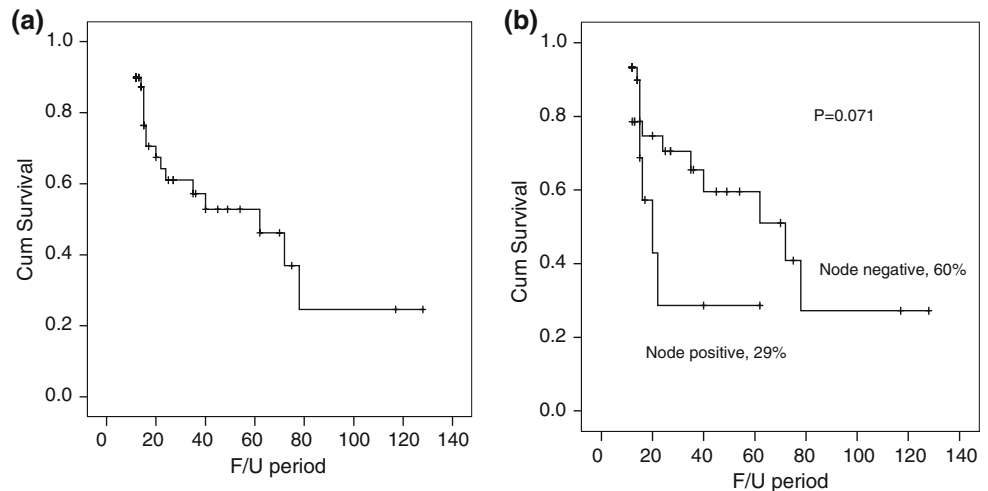 (a)
1.0
0.8
0.6
0.4
0.2
0.0
Cum Survival
0 20 40 60 80 100 120 140
F/U period
(b)
1.0
0.8
0.6
0.4
0.2
0.0
Cum Survival
P=0.071
Node negative, 60%
Node positive, 29%
0 20 40 60 80 100 120 140
F/U period